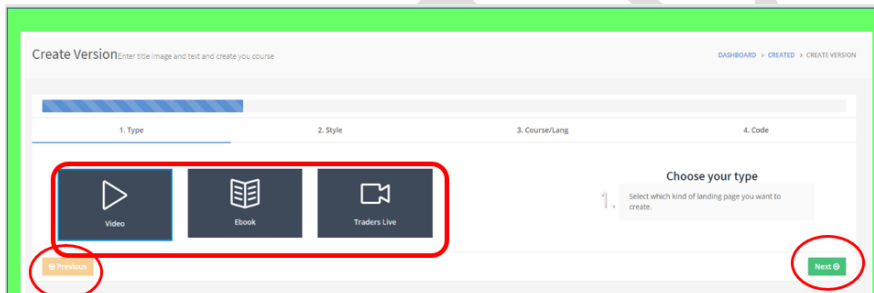 Create Version Enter title image and text and create you course
DASHBOARD > CREATED > CREATE VERSION
1. Type
2. Style
3. Course/Lang
4. Code
Video
Ebook
Traders Live
1.
Choose your type
Select which kind of landing page you want to
create.
Previous
Next